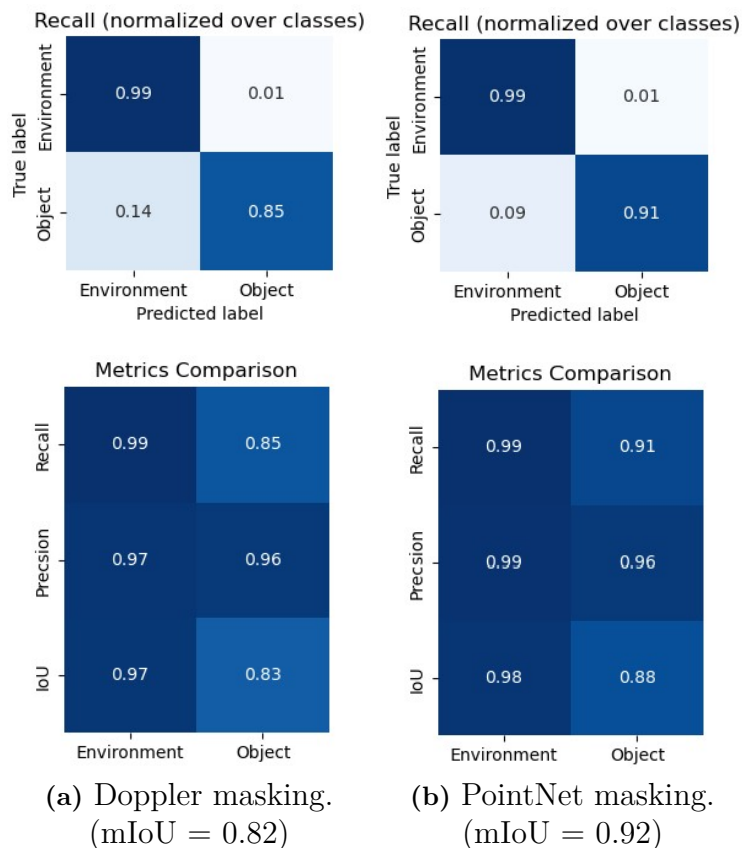 Recall (normalized over classes)
True label
Environment
Object
0.99 0.01
0.14 0.85
Environment Object
Predicted label
Recall (normalized over classes)
True label
Environment
Object
0.99 0.01
0.09 0.91
Environment Object
Predicted label
Metrics Comparison
Recall
0.99 0.85
Precsion
0.97 0.96
IoU
0.97 0.83
Environment Object
(a) Doppler masking.
(mIoU = 0.82)
Metrics Comparison
Recall
0.99 0.91
Precsion
0.99 0.96
IoU
0.98 0.88
Environment Object
(b) PointNet masking.
(mIoU = 0.92)